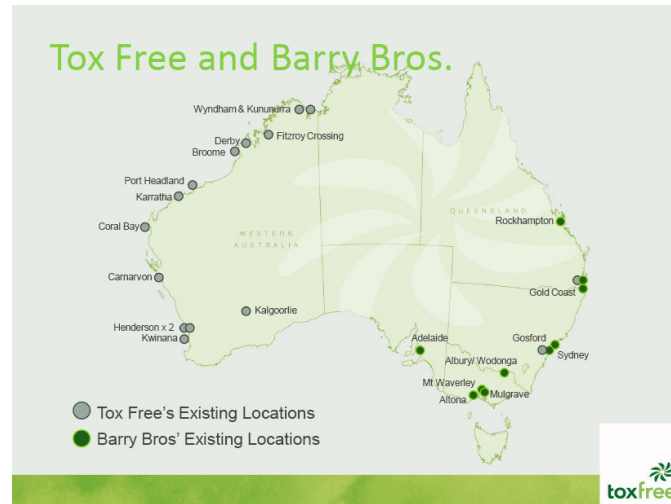 Tox Free and Barry Bros.
Wyndham & Kununurra
Fitzroy Crossing
Derby
Broome
Port Headland
Karratha
Coral Bay
Carnarvon
Henderson x 2
Kwinana
Kalgoorlie
WESTERN
AUSTRALIA
QUEENSLAND
Rockhampton
Gold Coast
Gosford
Sydney
Adelaide
Albury/ Wodonga
Mt Waverley
Mulgrave
Altona
Tox Free's Existing Locations
Barry Bros' Existing Locations
toxfree